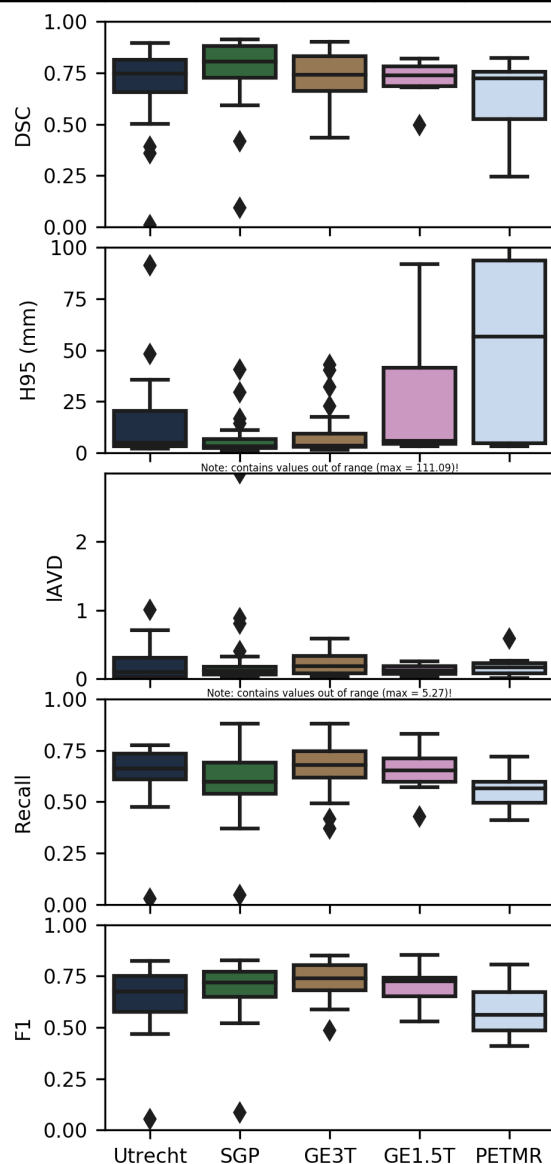 1.00
0.75
0.50
0.25
0.00
DSC
100
75
50
25
0
H95 (mm)
Note: contains values out of range (max = 111.09)!
2
1
0
lAVD
Note: contains values out of range (max = 5.27)!
1.00
0.75
0.50
0.25
0.00
Recall
1.00
0.75
0.50
0.25
0.00
F1
Utrecht SGP GE3T GE1.5T PETMR